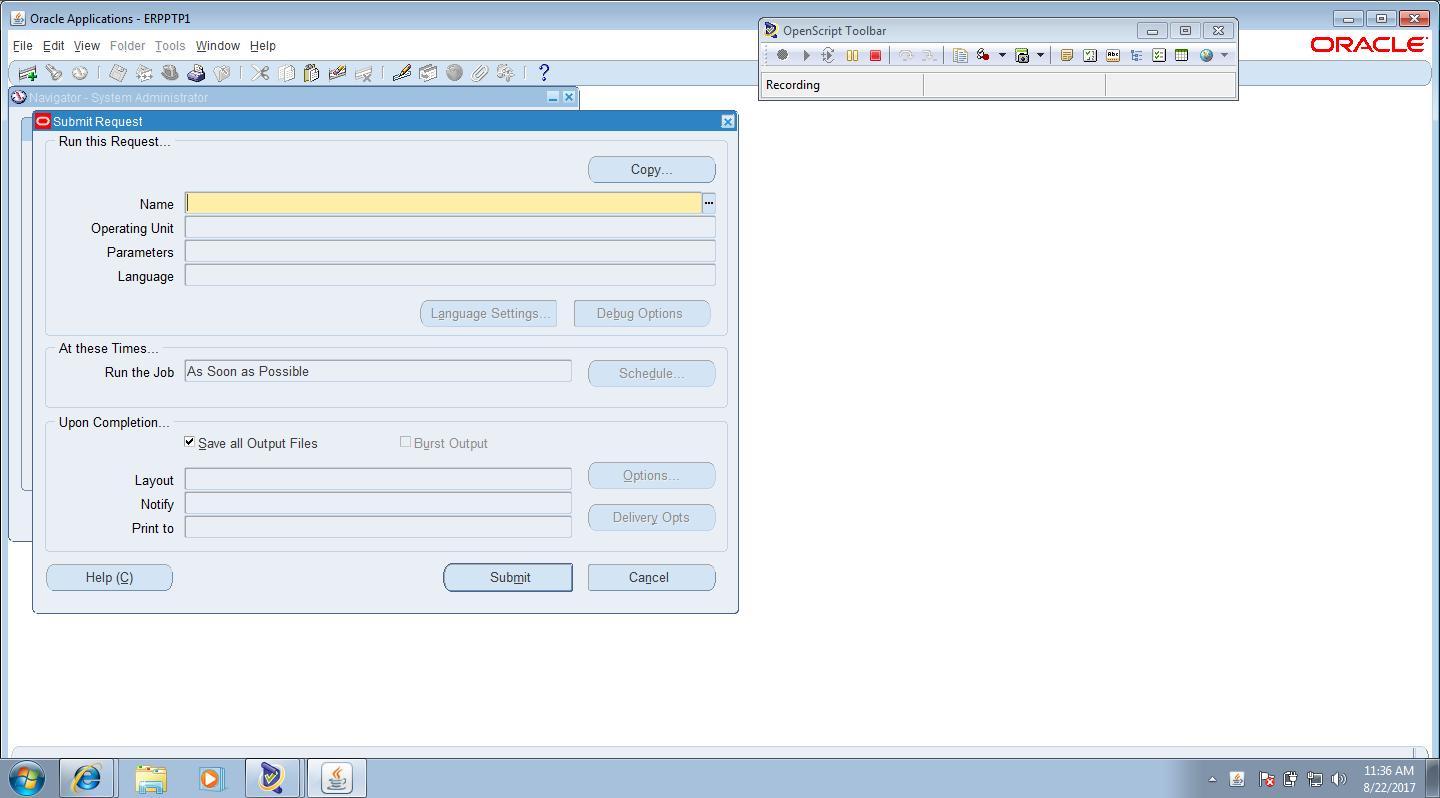 Oracle Applications - ERPPTP1
File Edit View Folder Tools Window Help
ORACLE
OpenScript Toolbar
Recording
Navigator - System Administrator
Submit Request
Run this Request...
Copy...
Name
Operating Unit
Parameters
Language
Language Settings...
Debug Options
At these Times...
Run the Job
As Soon as Possible
Schedule...
Upon Completion...
Save all Output Files
Burst Output
Layout
Options...
Notify
Delivery Opts
Print to
Help (C)
Submit
Cancel
11:36 AM
8/22/2017